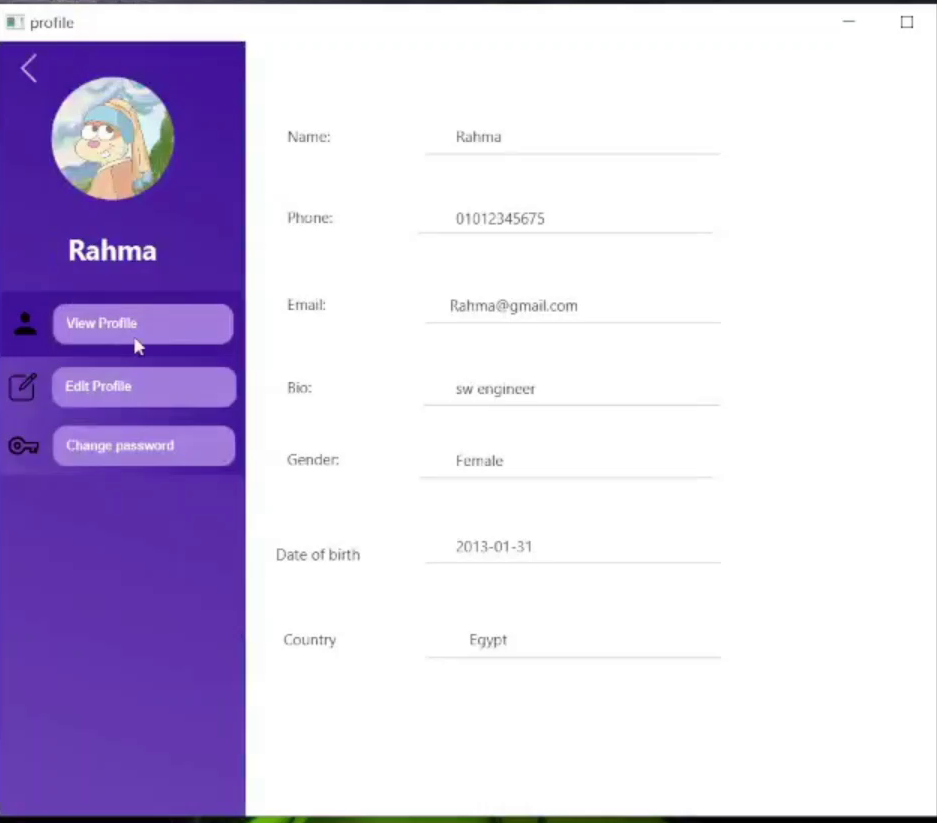 profile
Rahma
View Profile
Edit Profile
Change password
Name: Rahma
Phone: 01012345675
Email: Rahma@gmail.com
Bio: sw engineer
Gender: Female
Date of birth 2013-01-31
Country Egypt